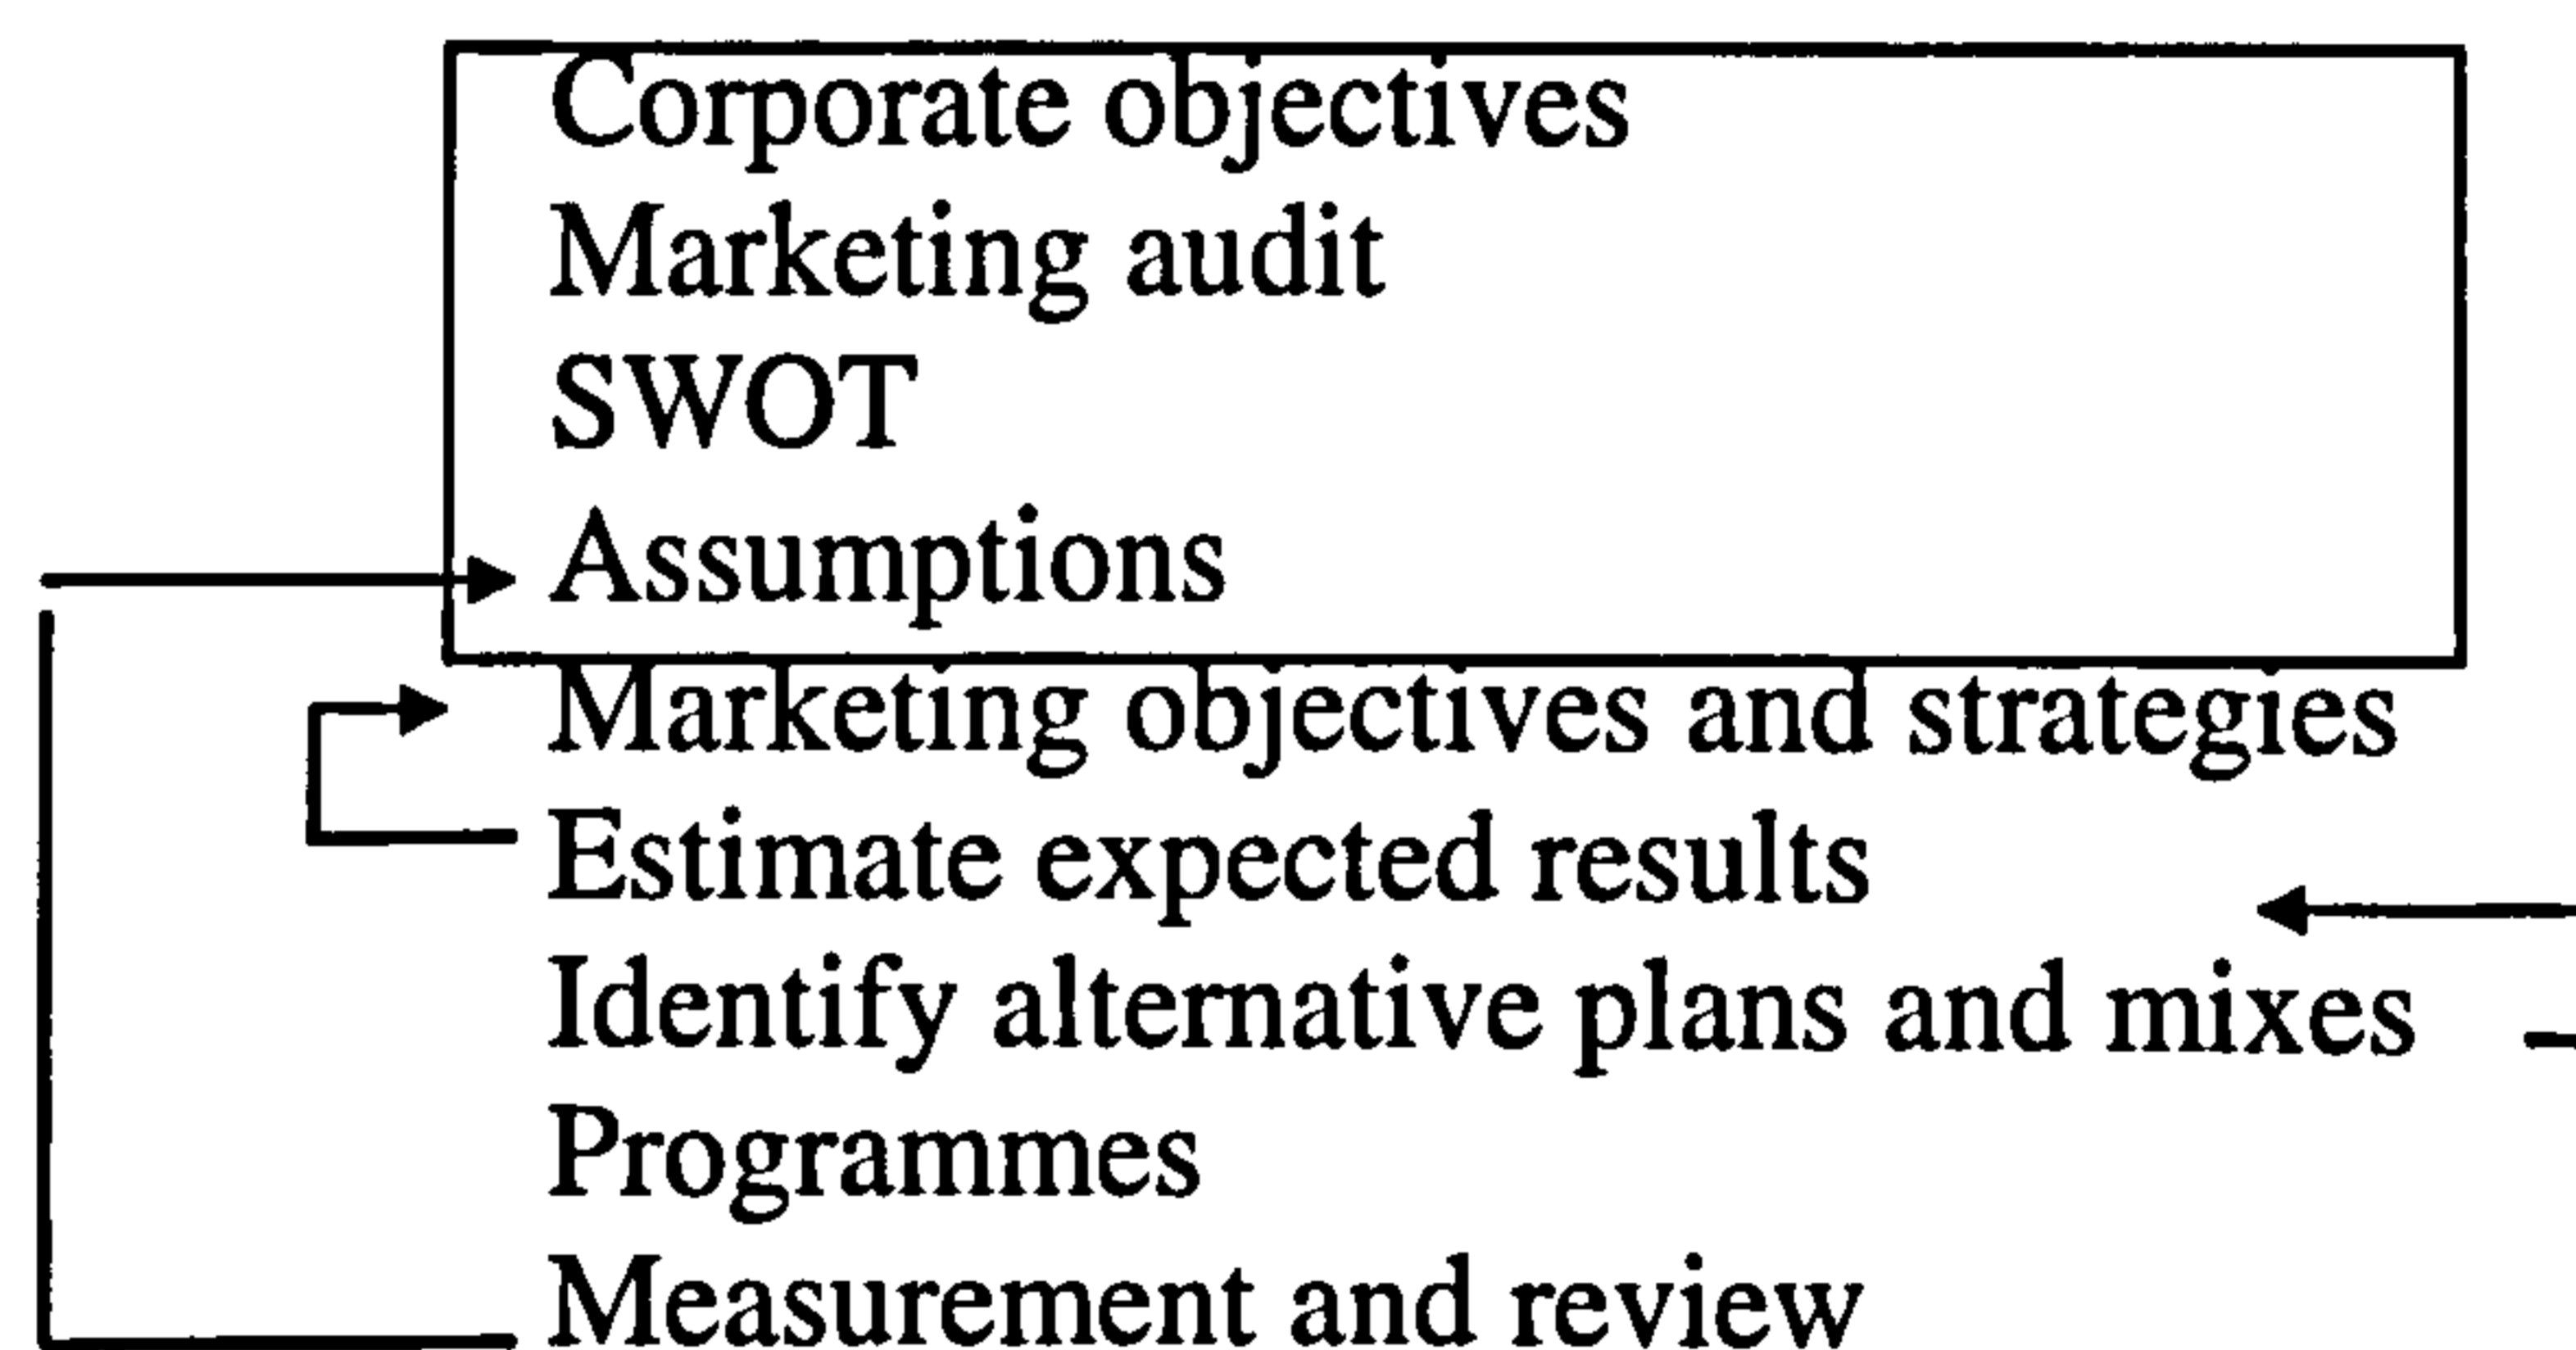 Corporate objectives
Marketing audit
SWOT
Assumptions
Marketing objectives and strategies
Estimate expected results
Identify alternative plans and mixes
Programmes
Measurement and review